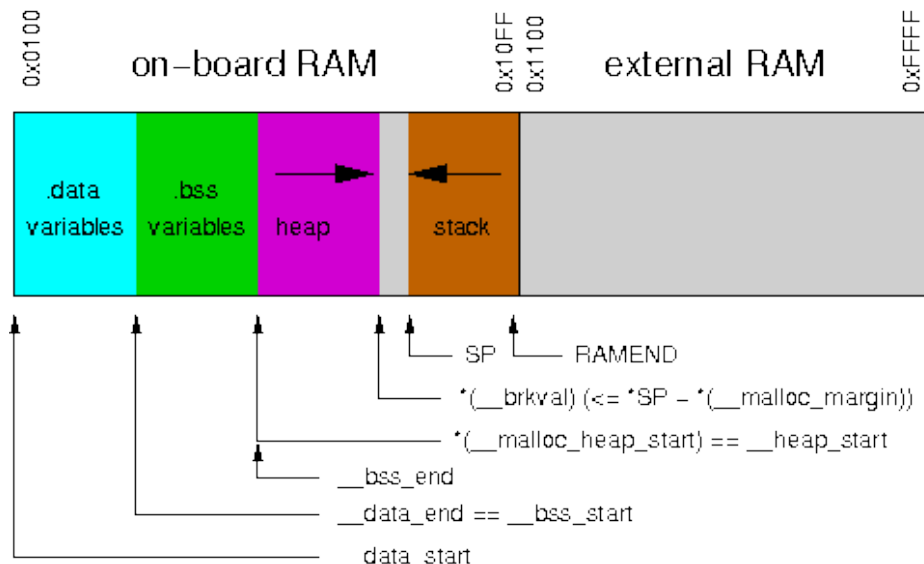 0x0100
on-board RAM
0x10FF
0x1100
external RAM
0xFFFF
.data
variables
.bss
variables
heap
stack
SP
RAMEND
*(__brkval) (<= *SP - *(__malloc_margin))
*(__malloc_heap_start) == __heap_start
__bss_end
__data_end == __bss_start
data_start